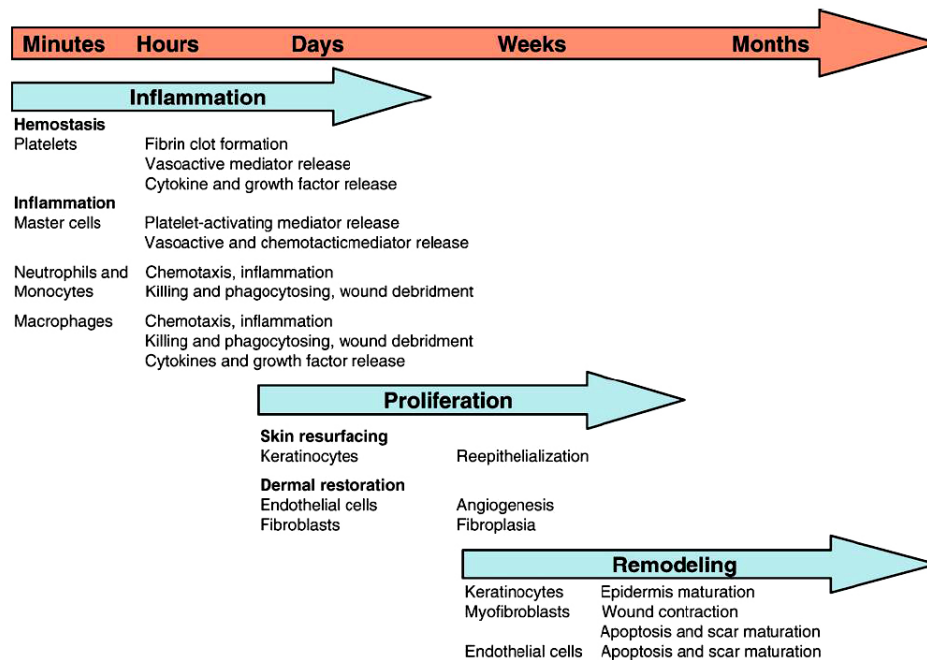 Minutes Hours Days Weeks Months
Inflammation
Hemostasis
Platelets Fibrin clot formation
Vasoactive mediator release
Cytokine and growth factor release
Inflammation
Master cells Platelet-activating mediator release
Vasoactive and chemotacticmediator release
Neutrophils and Chemotaxis, inflammation
Monocytes Killing and phagocytosing, wound debridment
Macrophages Chemotaxis, inflammation
Killing and phagocytosing, wound debridment
Cytokines and growth factor release
Proliferation
Skin resurfacing
Keratinocytes Reepithelialization
Dermal restoration
Endothelial cells Angiogenesis
Fibroblasts Fibroplasia
Remodeling
Keratinocytes Epidermis maturation
Myofibroblasts Wound contraction
Apoptosis and scar maturation
Endothelial cells Apoptosis and scar maturation